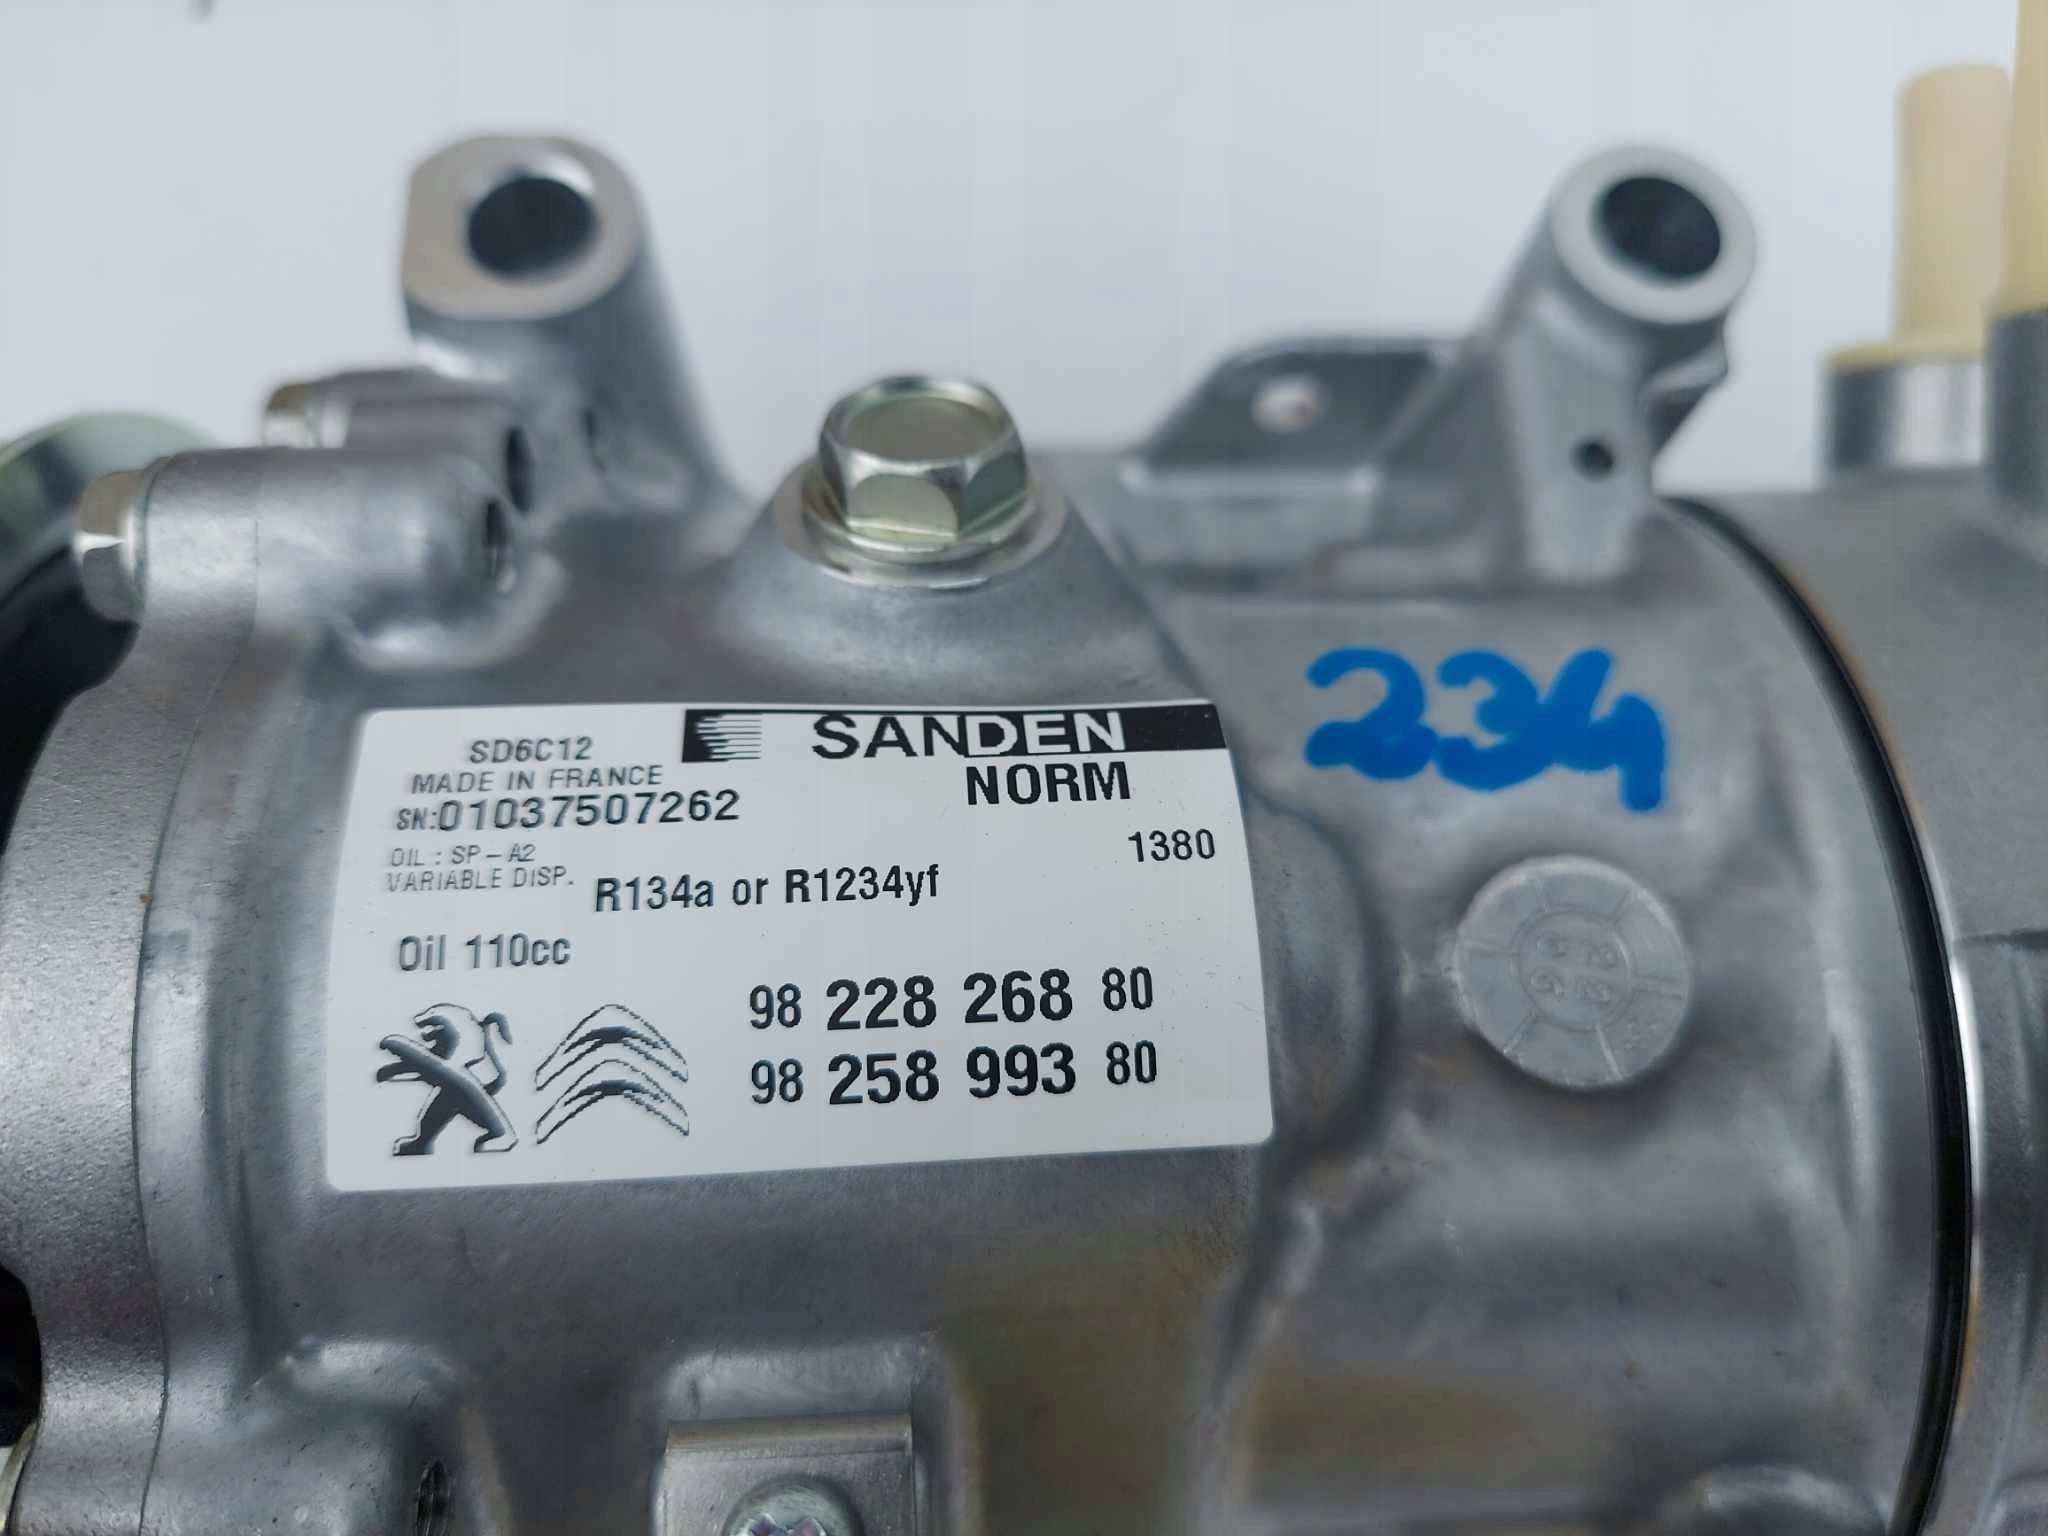 SD6C12
MADE IN FRANCE
SN:01037507262
OIL : SP-A2
VARIABLE DISP.
SANDEN
NORM
1380
R134a or R1234yf
Oil 110cc
98 228 268 80
98 258 993 80
234